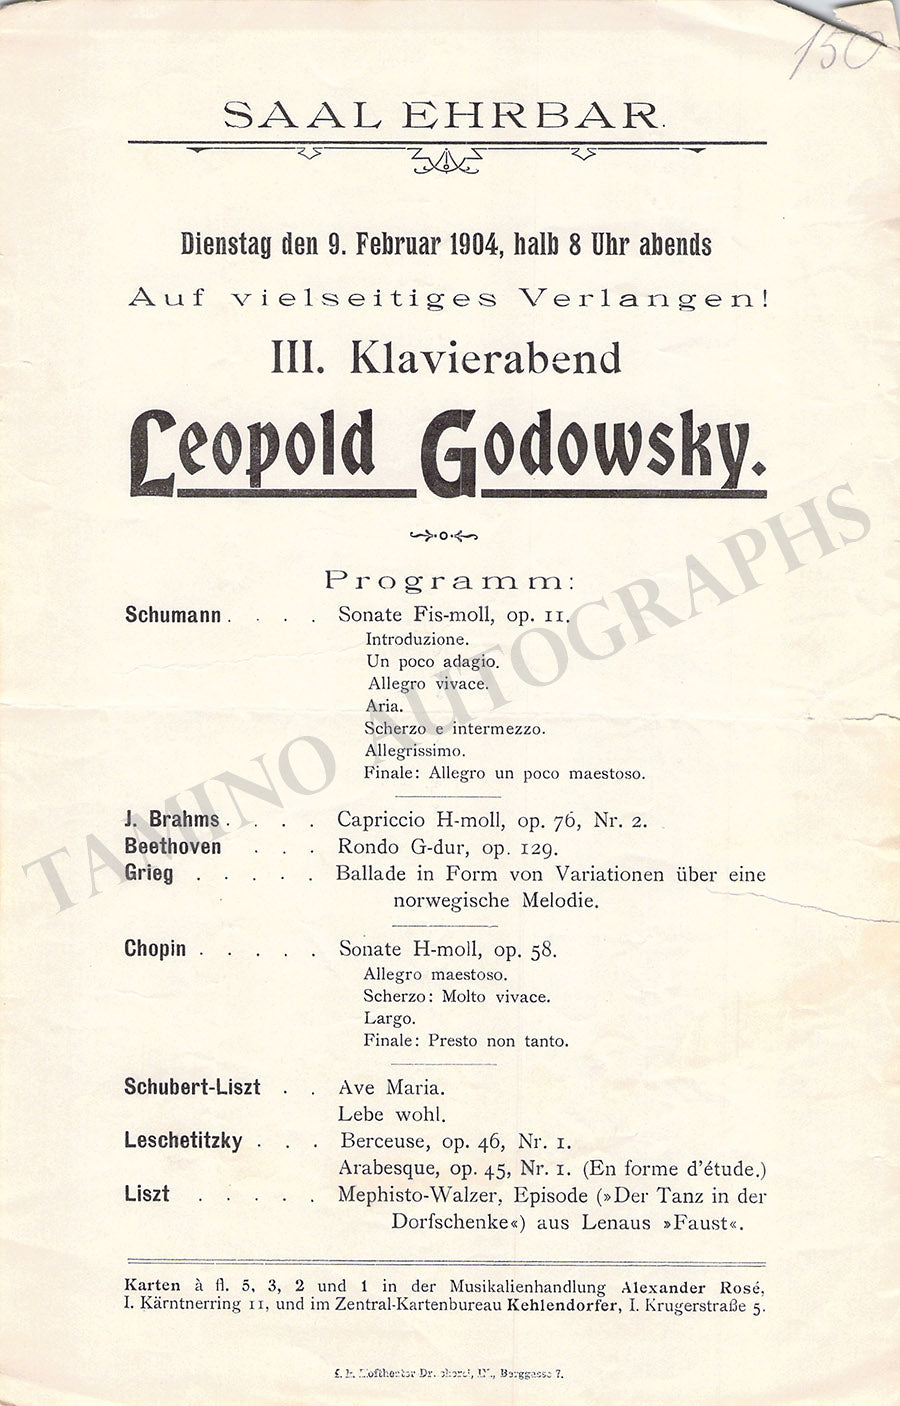 150
SAAL EHRBAR.
Dienstag den 9. Februar 1904, halb 8 Uhr abends
Auf vielseitiges Verlangen!
III. Klavierabend
Leopold Godowsky.
Programm:
Schumann . . . . Sonate Fis-moll, op. 11.
Introduzione.
Un poco adagio.
Allegro vivace.
Aria.
Scherzo e intermezzo.
Allegrissimo.
Finale: Allegro un poco maestoso.
J. Brahms . . . . Capriccio H-moll, op. 76, Nr. 2.
Beethoven . . . Rondo G-dur, op. 129.
Grieg . . . . . Ballade in Form von Variationen über eine
norwegische Melodie.
Chopin . . . . . Sonate H-moll, op. 58.
Allegro maestoso.
Scherzo: Molto vivace.
Largo.
Finale: Presto non tanto.
Schubert-Liszt . . Ave Maria.
Lebe wohl.
Leschetitzky . . . Berceuse, op. 46, Nr. 1.
Arabesque, op. 45, Nr. 1. (En forme d'étude.)
Liszt . . . . . Mephisto-Walzer, Episode (»Der Tanz in der
Dorfschenke«) aus Lenaus »Faust«.
Karten à fl. 5, 3, 2 und 1 in der Musikalienhandlung Alexander Rosé,
I. Kärntnerring 11, und im Zentral-Kartenbureau Kehlendorfer, I. Krugerstraße 5.
Berggasse 7.
TAMINO AUTOGRAPHS